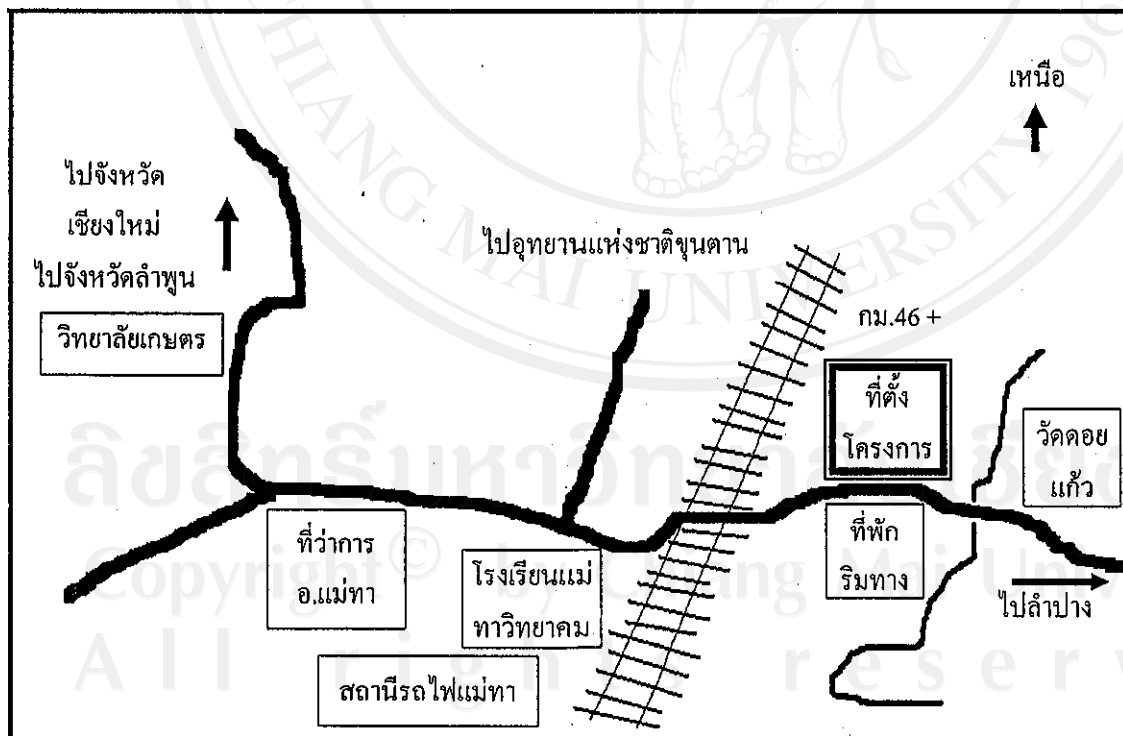 CHIANG MAI UNIVERSITY 196
เหนือ
ไปจังหวัด
เชียงใหม่
ไปจังหวัดลำพูน
วิทยาลัยเกษตร
ไปอุทยานแห่งชาติขุนตาน
กม.46 +
ที่ตั้ง
โครงการ
วัดดอย
แก้ว
ที่ว่าการ
อ.แม่ทา
โรงเรียนแม่
ทาวิทยาคม
ที่พัก
ริมทาง
ไปลำปาง
สถานีรถไฟแม่ทา
ลิขสิทธิ์มหาวิทยาลัยเชีย
Copyright © by Chiang Mai Univ
All rights reserv